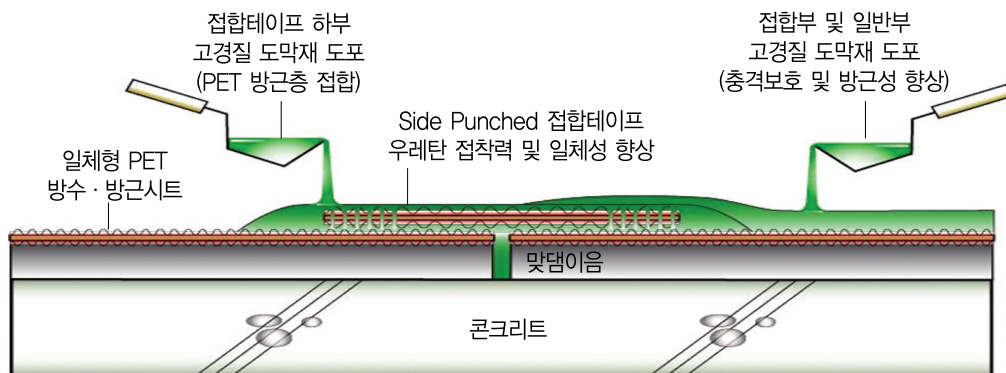 접합테이프 하부
고경질 도막재 도포
(PET 방근층 접합)
접합부 및 일반부
고경질 도막재 도포
(충격보호 및 방근성 향상)
Side Punched 접합테이프
우레탄 접착력 및 일체성 향상
일체형 PET
방수 · 방근시트
맞댐이음
콘크리트